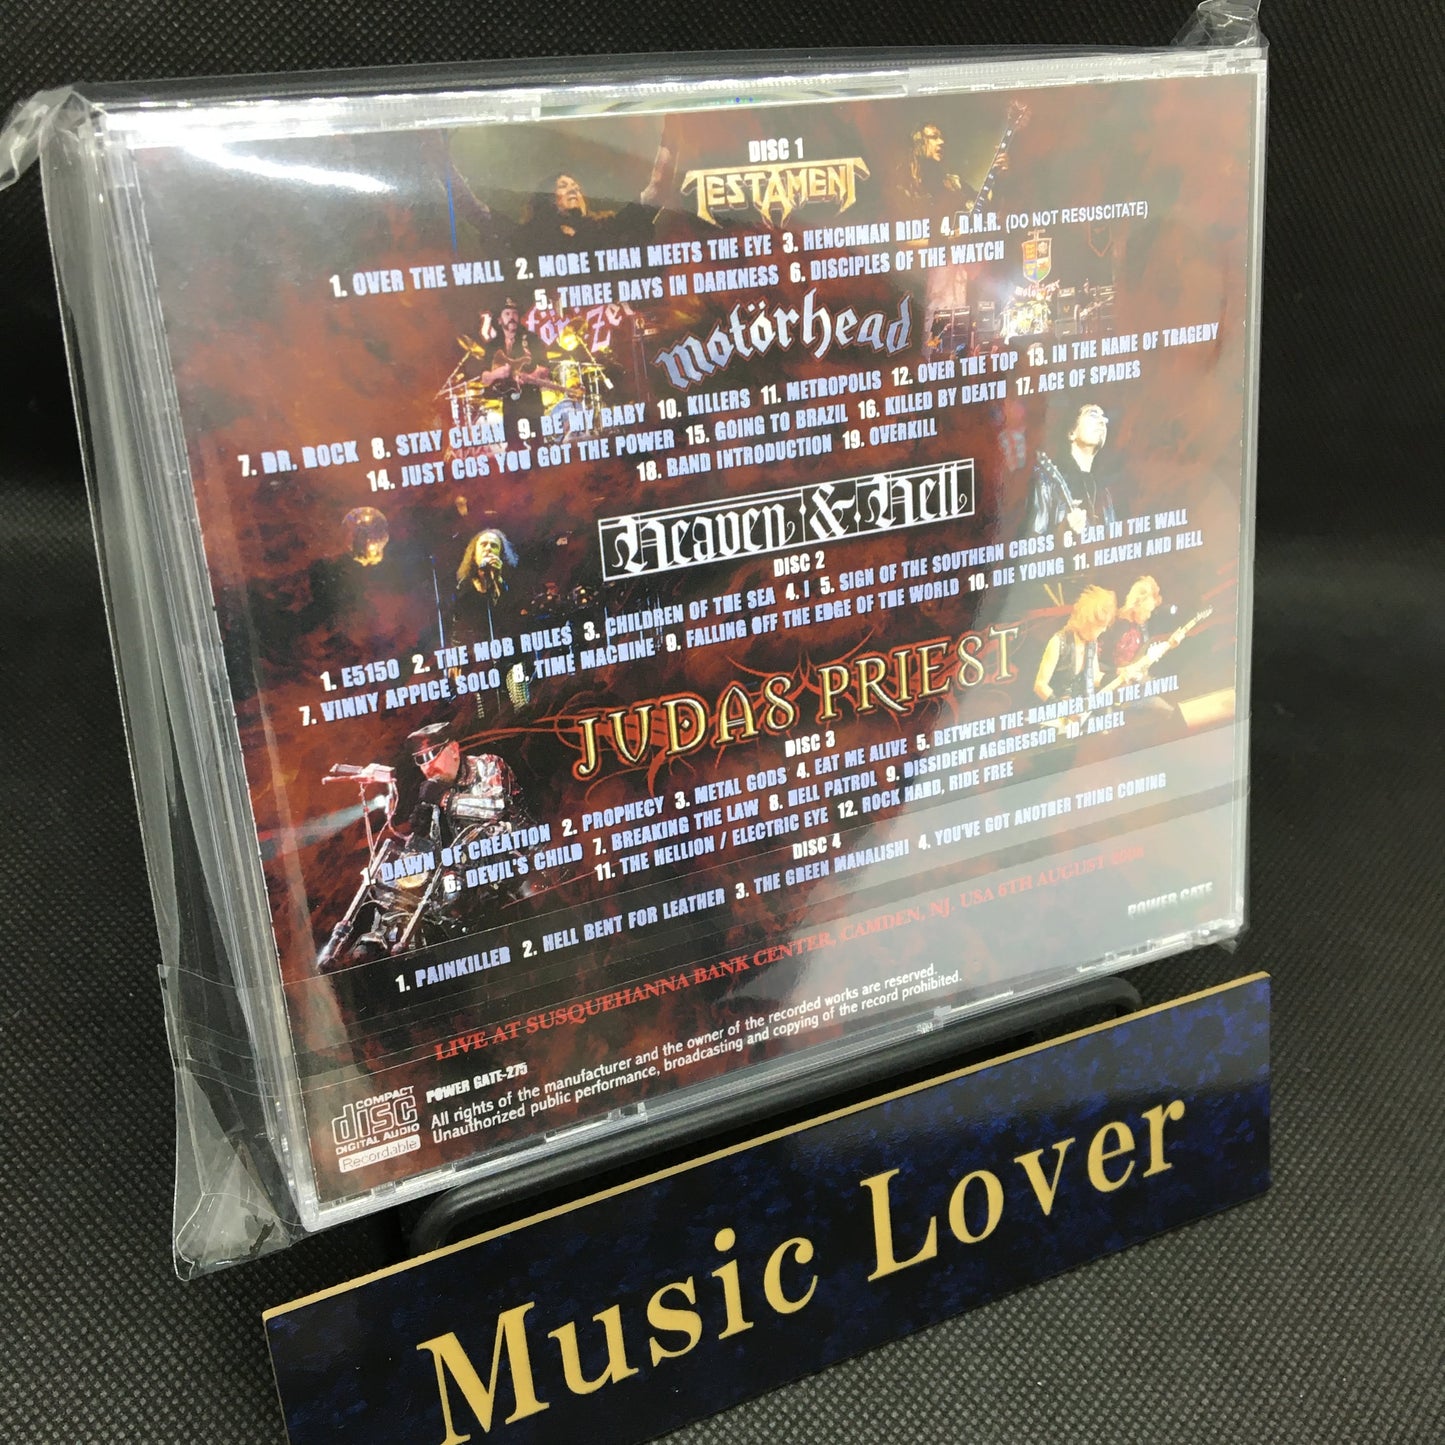 DISC 1
TESTAMENT
1. OVER THE WALL 2. MORE THAN MEETS THE EYE 3. HENCHMAN RIDE 4. D.N.R. (DO NOT RESUSCITATE)
5. THREE DAYS IN DARKNESS 6. DISCIPLES OF THE WATCH
motörhead
7. DR. ROCK 8. STAY CLEAN 9. BE MY BABY 10. KILLERS 11. METROPOLIS 12. OVER THE TOP 13. IN THE NAME OF TRAGEDY
14. JUST COS YOU GOT THE POWER 15. GOING TO BRAZIL 16. KILLED BY DEATH 17. ACE OF SPADES
18. BAND INTRODUCTION 19. OVERKILL
Heaven & Hell
DISC 2
1. E5150 2. THE MOB RULES 3. CHILDREN OF THE SEA 4. I 5. SIGN OF THE SOUTHERN CROSS 6. EAR IN THE WALL
7. VINNY APPICE SOLO 8. TIME MACHINE 9. FALLING OFF THE EDGE OF THE WORLD 10. DIE YOUNG 11. HEAVEN AND HELL
JUDAS PRIEST
DISC 3
1. DAWN OF CREATION 2. PROPHECY 3. METAL GODS 4. EAT ME ALIVE 5. BETWEEN THE HAMMER AND THE ANVIL
6. DEVIL'S CHILD 7. BREAKING THE LAW 8. HELL PATROL 9. DISSIDENT AGGRESSOR 10. ANGEL
11. THE HELLION / ELECTRIC EYE 12. ROCK HARD, RIDE FREE
DISC 4
1. PAINKILLER 2. HELL BENT FOR LEATHER 3. THE GREEN MANALISHI 4. YOU'VE GOT ANOTHER THING COMING
LIVE AT SUSQUEHANNA BANK CENTER, CAMDEN, NJ. USA 6TH AUGUST 2008
POWER GATE
COMPACT
disc
DIGITAL AUDIO
Recordable
POWER GATE-275
All rights of the manufacturer and the owner of the recorded works are reserved.
Unauthorized public performance, broadcasting and copying of the record prohibited.
Music Lover